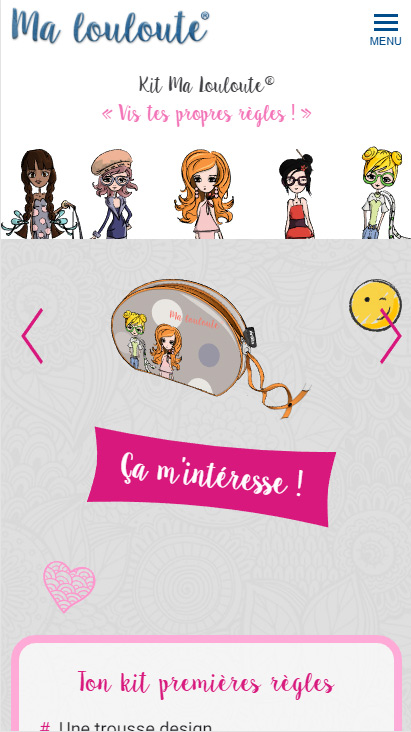 Ma louloute®
MENU
Kit Ma Louloute®
« Vis tes propres règles ! »
Ma louloute
Ça m'intéresse !
Ton kit premières règles
# Une trousse design